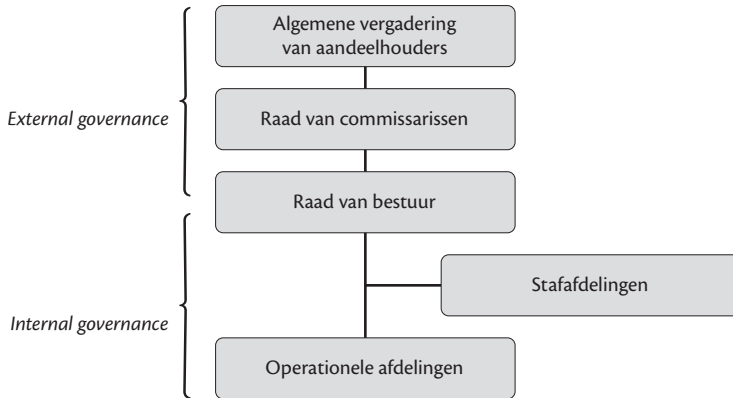 Algemene vergadering
van aandeelhouders
External governance
Raad van commissarissen
Raad van bestuur
Stafafdelingen
Internal governance
Operationele afdelingen